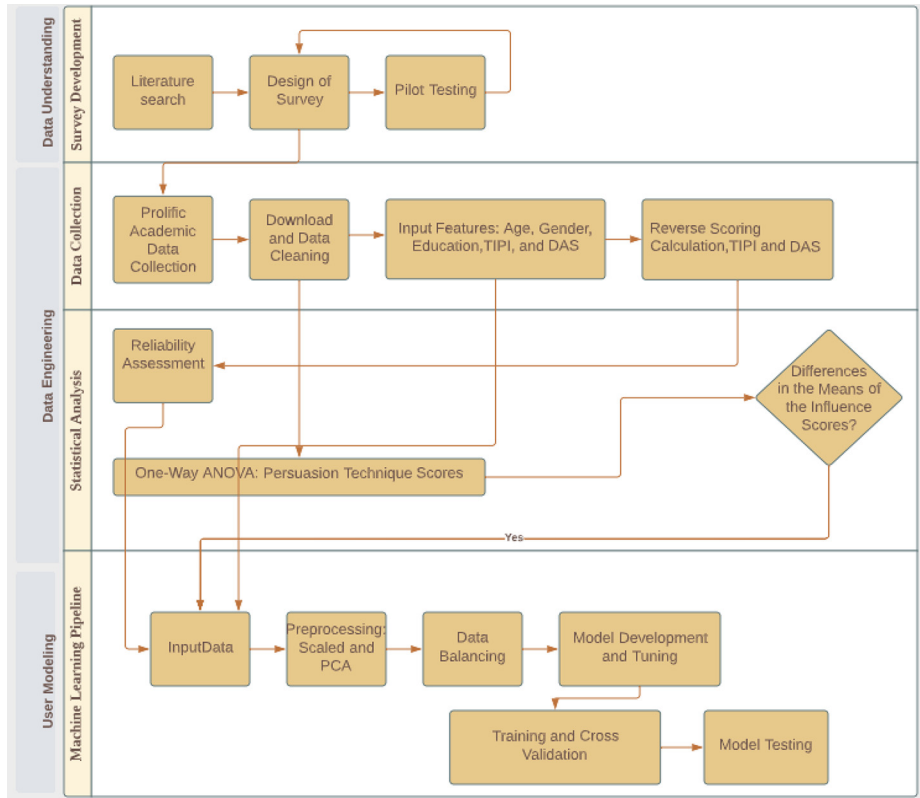 Data Understanding
Survey Development
Literature
search
Design of
Survey
Pilot Testing
Data Engineering
Data Collection
Prolific
Academic
Data
Collection
Download
and Data
Cleaning
Input Features: Age, Gender,
Education,TIPI, and DAS
Reverse Scoring
Calculation,TIPI and DAS
Statistical Analysis
Reliability
Assessment
Differences
in the Means of
the Influence
Scores?
One-Way ANOVA: Persuasion Technique Scores
Yes
User Modeling
Machine Learning Pipeline
InputData
Preprocessing:
Scaled and
PCA
Data
Balancing
Model Development
and Tuning
Training and Cross
Validation
Model Testing